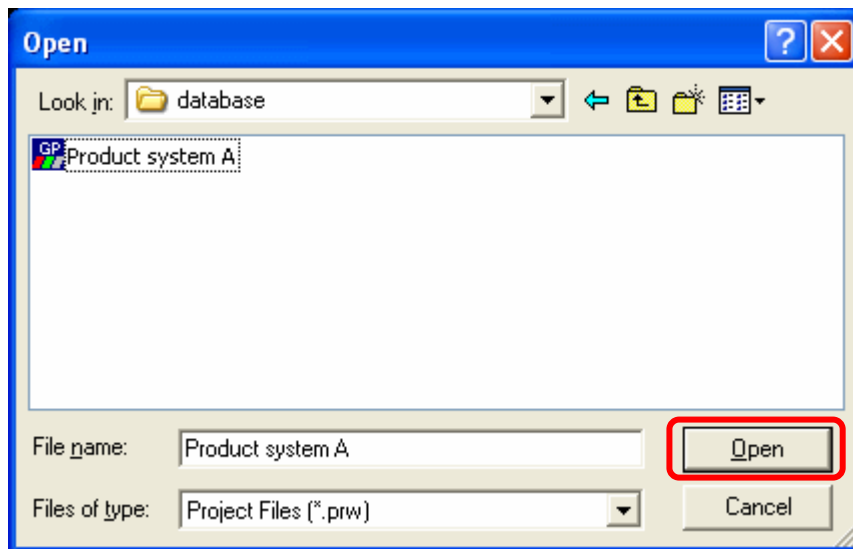 Open
Look in: database
GP
Product system A
File name: Product system A
Open
Files of type: Project Files (*.prw)
Cancel